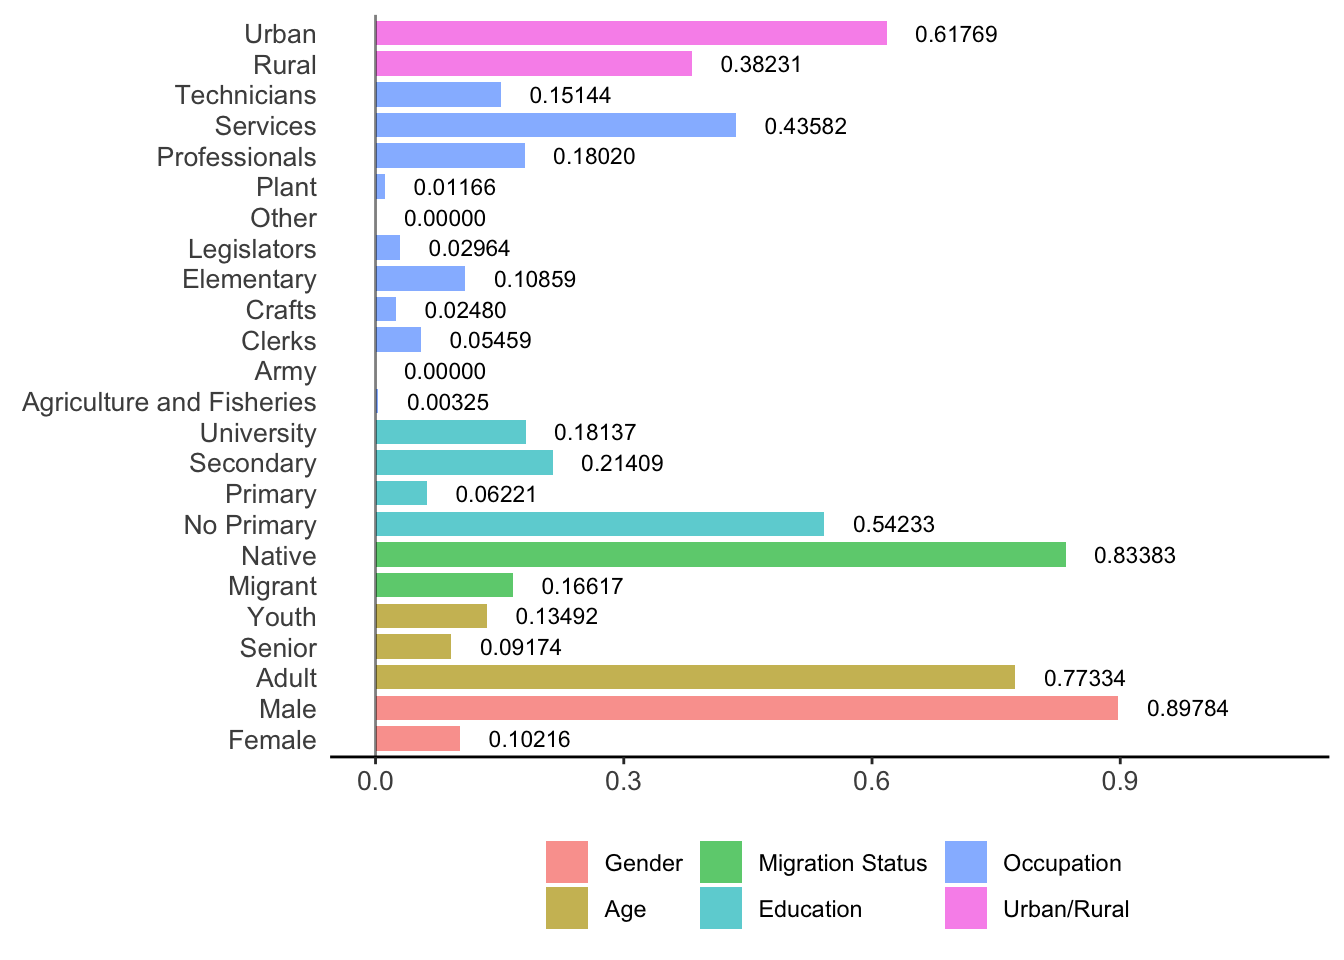 Urban 0.61769
Rural 0.38231
Technicians 0.15144
Services 0.43582
Professionals 0.18020
Plant 0.01166
Other 0.00000
Legislators 0.02964
Elementary 0.10859
Crafts 0.02480
Clerks 0.05459
Army 0.00000
Agriculture and Fisheries 0.00325
University 0.18137
Secondary 0.21409
Primary 0.06221
No Primary 0.54233
Native 0.83383
Migrant 0.16617
Youth 0.13492
Senior 0.09174
Adult 0.77334
Male 0.89784
Female 0.10216
0.0 0.3 0.6 0.9
Gender Migration Status Occupation
Age Education Urban/Rural